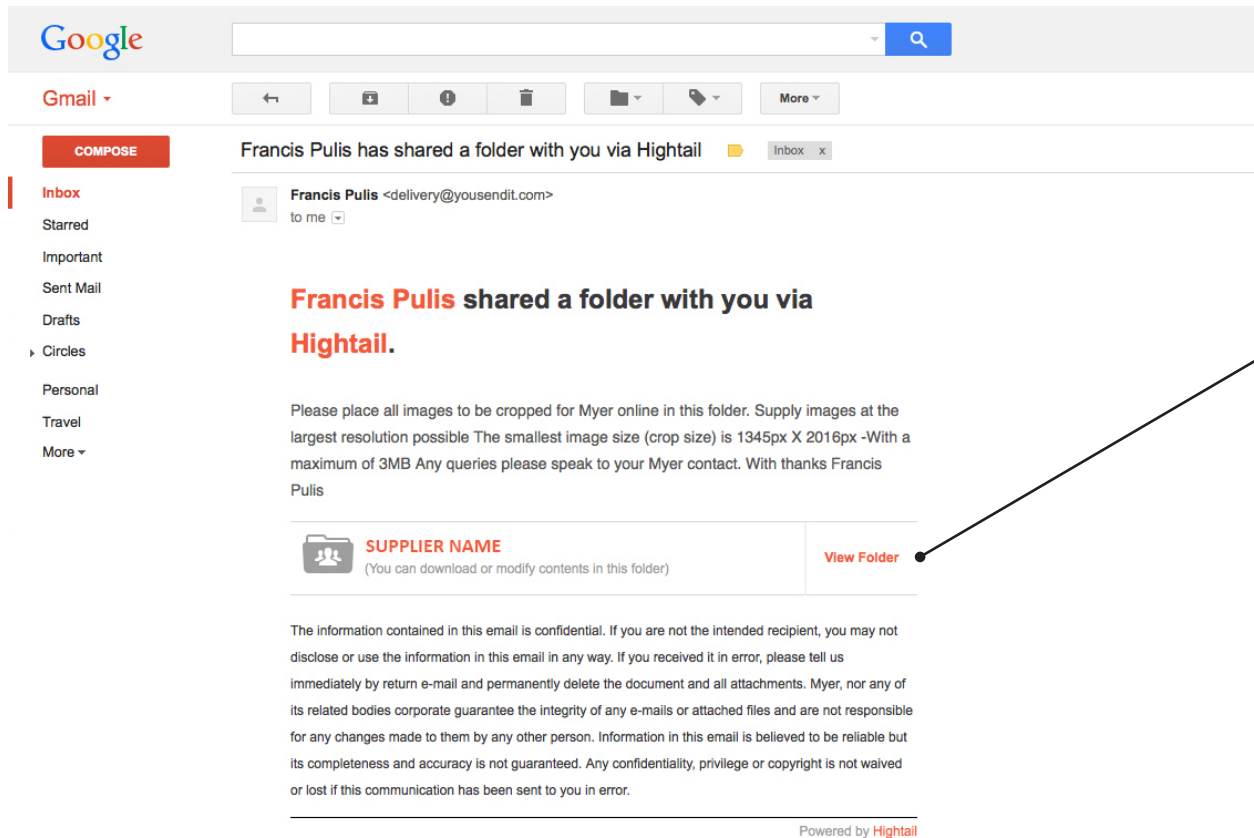 Google
Gmail
More
COMPOSE
Francis Pulis has shared a folder with you via Hightail
Inbox x
Inbox
Starred
Important
Sent Mail
Drafts
Circles
Personal
Travel
More
Francis Pulis <delivery@yousendit.com>
to me
Francis Pulis shared a folder with you via
Hightail.
Please place all images to be cropped for Myer online in this folder. Supply images at the
largest resolution possible The smallest image size (crop size) is 1345px X 2016px -With a
maximum of 3MB Any queries please speak to your Myer contact. With thanks Francis
Pulis
SUPPLIER NAME
(You can download or modify contents in this folder)
View Folder
The information contained in this email is confidential. If you are not the intended recipient, you may not
disclose or use the information in this email in any way. If you received it in error, please tell us
immediately by return e-mail and permanently delete the document and all attachments. Myer, nor any of
its related bodies corporate guarantee the integrity of any e-mails or attached files and are not responsible
for any changes made to them by any other person. Information in this email is believed to be reliable but
its completeness and accuracy is not guaranteed. Any confidentiality, privilege or copyright is not waived
or lost if this communication has been sent to you in error.
Powered by Hightail